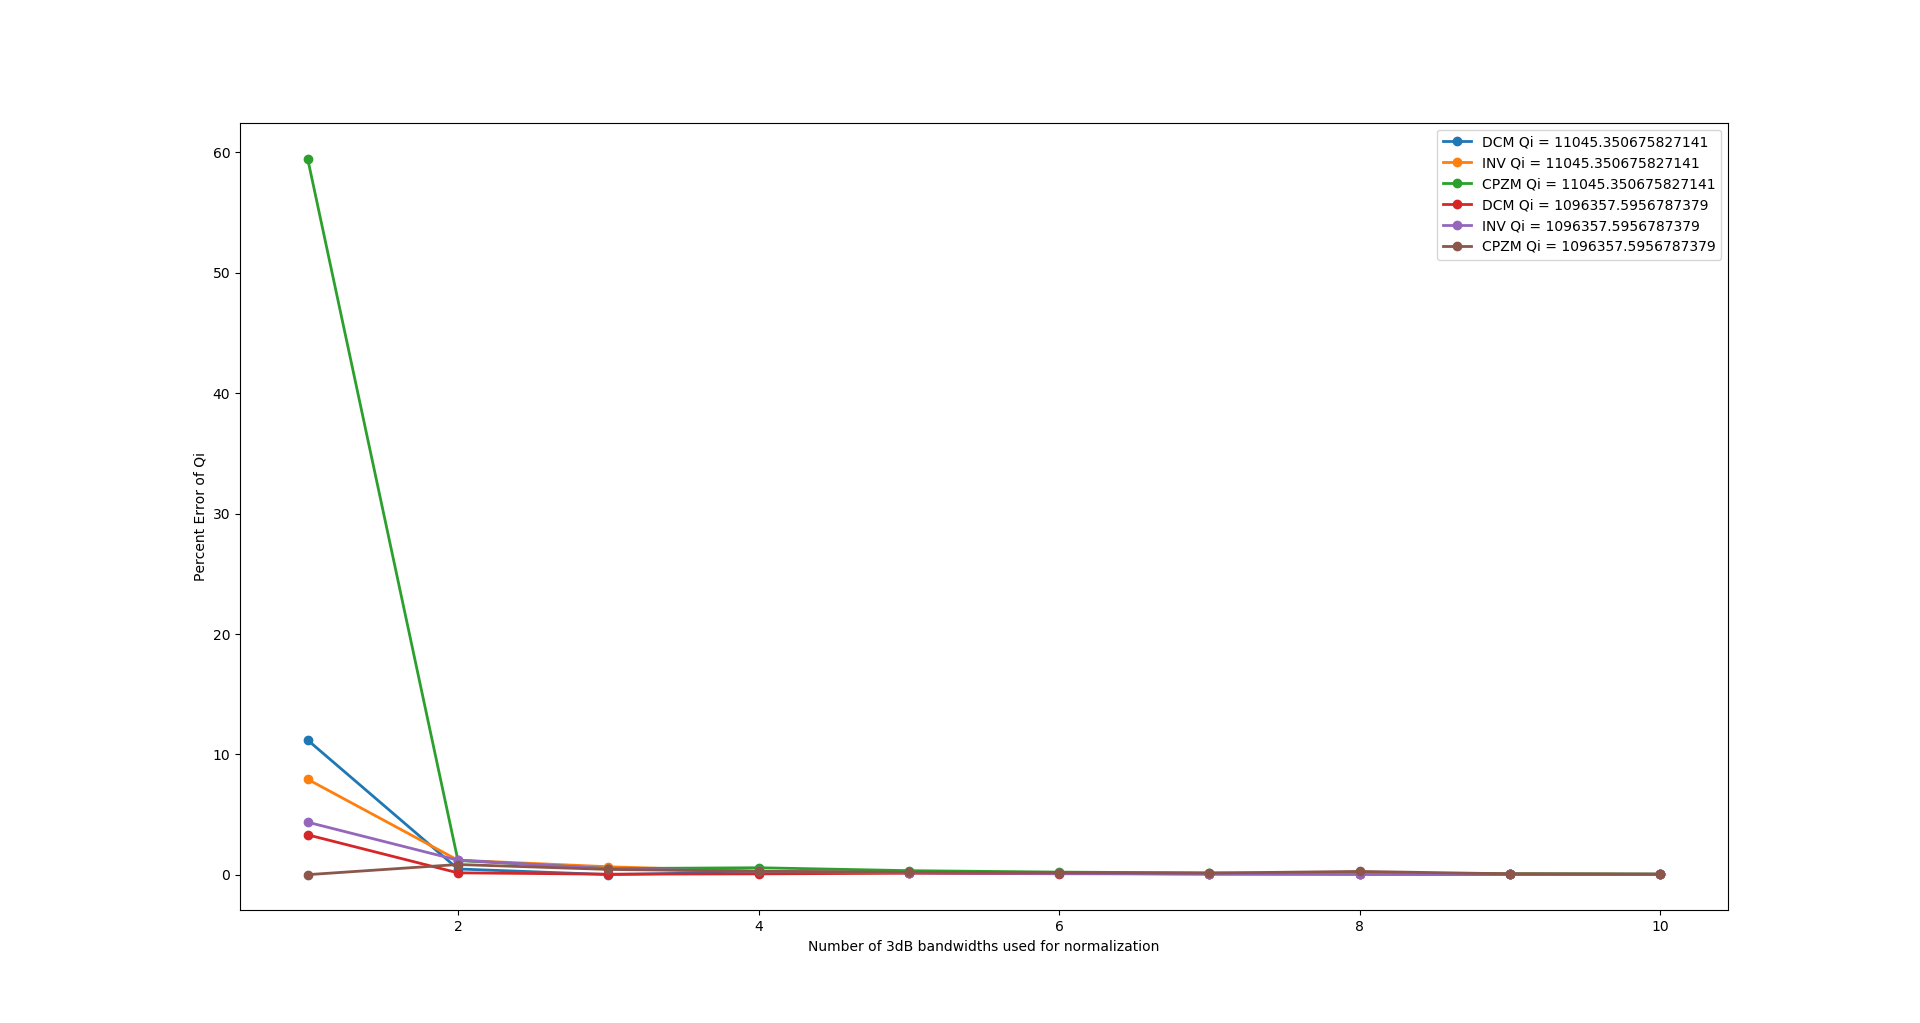 DCM Qi = 11045.350675827141
INV Qi = 11045.350675827141
CPZM Qi = 11045.350675827141
DCM Qi = 1096357.5956787379
INV Qi = 1096357.5956787379
CPZM Qi = 1096357.5956787379
60
50
40
30
20
10
0
Percent Error of Qi
2 4 6 8 10
Number of 3dB bandwidths used for normalization